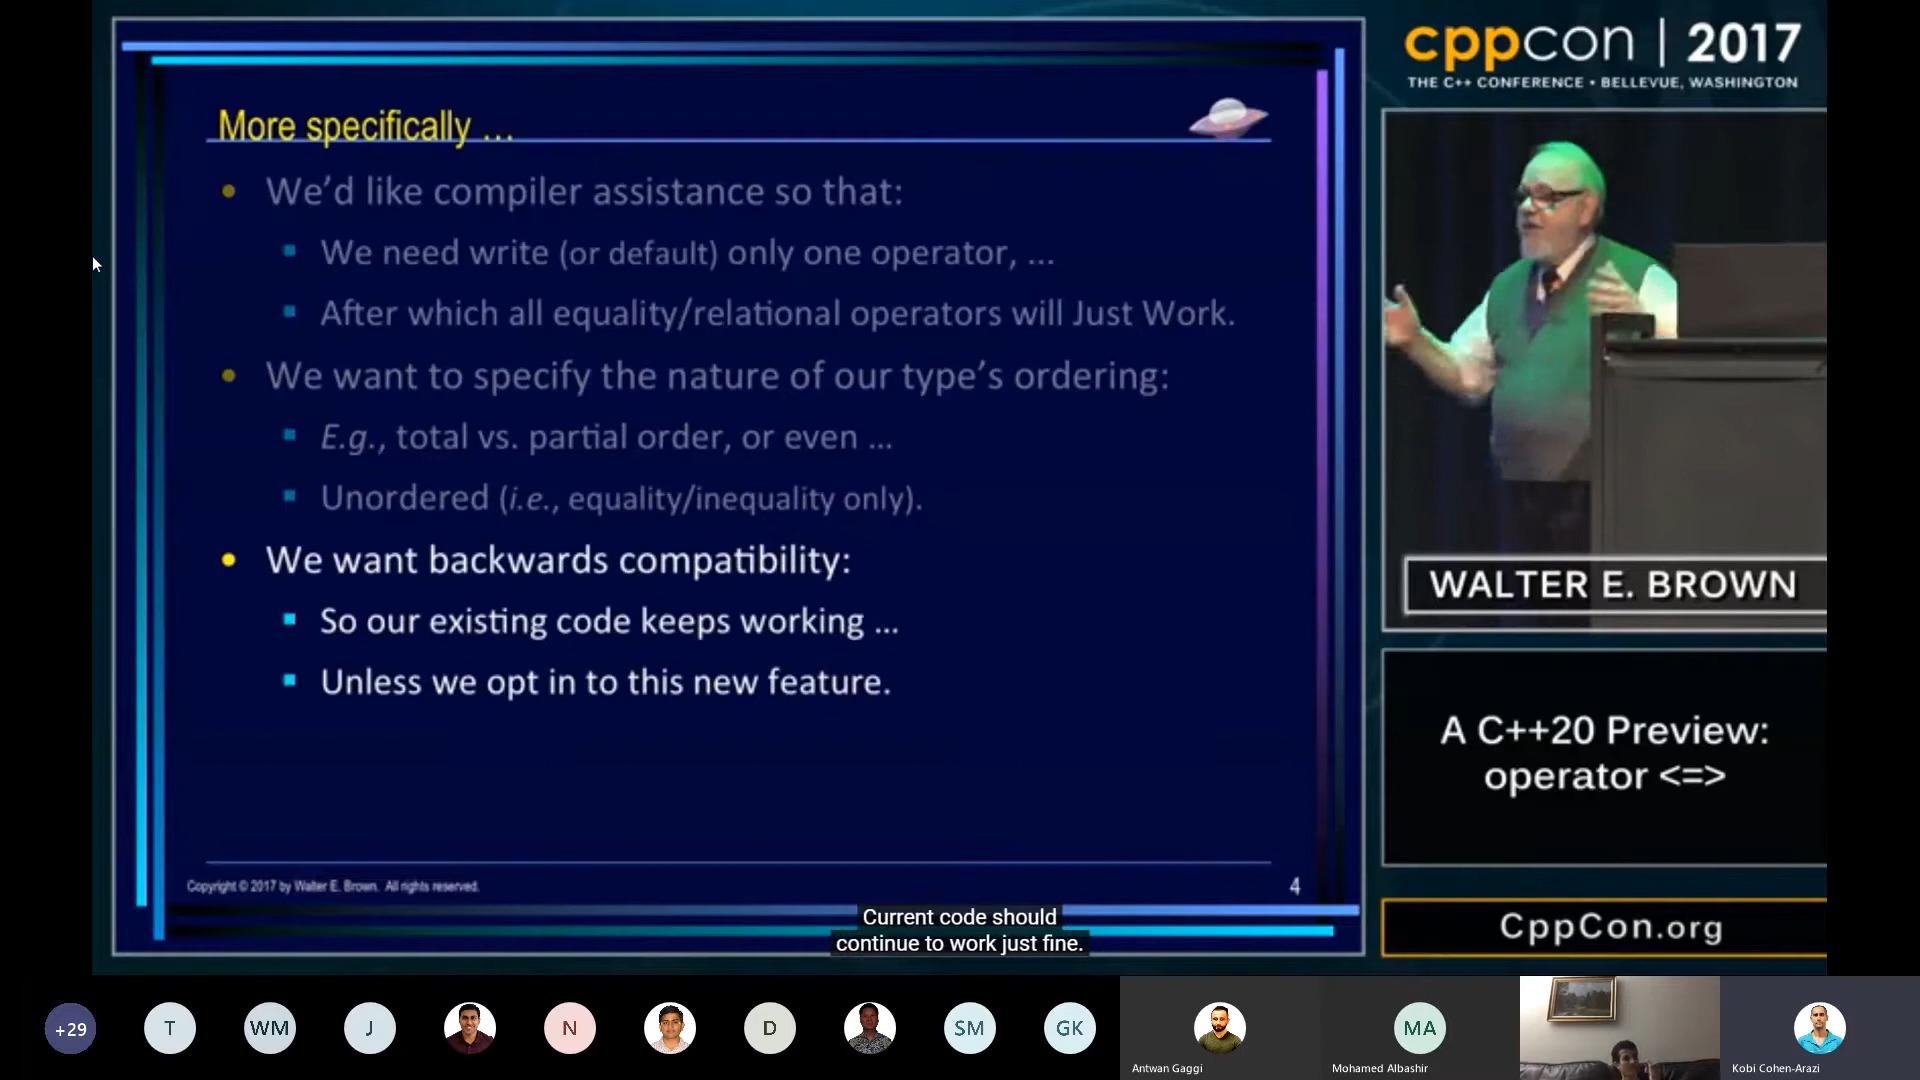 More specifically …
We'd like compiler assistance so that:
We need write (or default) only one operator, …
After which all equality/relational operators will Just Work.
We want to specify the nature of our type's ordering:
E.g., total vs. partial order, or even …
Unordered (i.e., equality/inequality only).
We want backwards compatibility:
So our existing code keeps working …
Unless we opt in to this new feature.
Copyright © 2017 by Walter E. Brown. All rights reserved.
4
Current code should
continue to work just fine.
cppcon | 2017
THE C++ CONFERENCE • BELLEVUE, WASHINGTON
WALTER E. BROWN
A C++20 Preview:
operator <=>
CppCon.org
+29
T
WM
J
N
D
SM
GK
Antwan Gaggi
MA
Mohamed Albashir
Kobi Cohen-Arazi